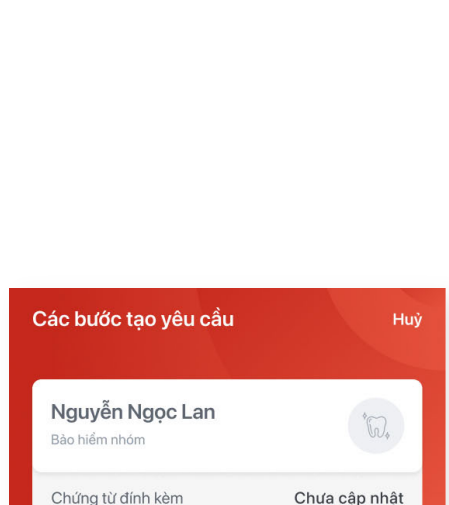 Các bước tạo yêu cầu
Huỷ
Nguyễn Ngọc Lan
Bảo hiểm nhóm
Chứng từ đính kèm
Chưa cập nhật